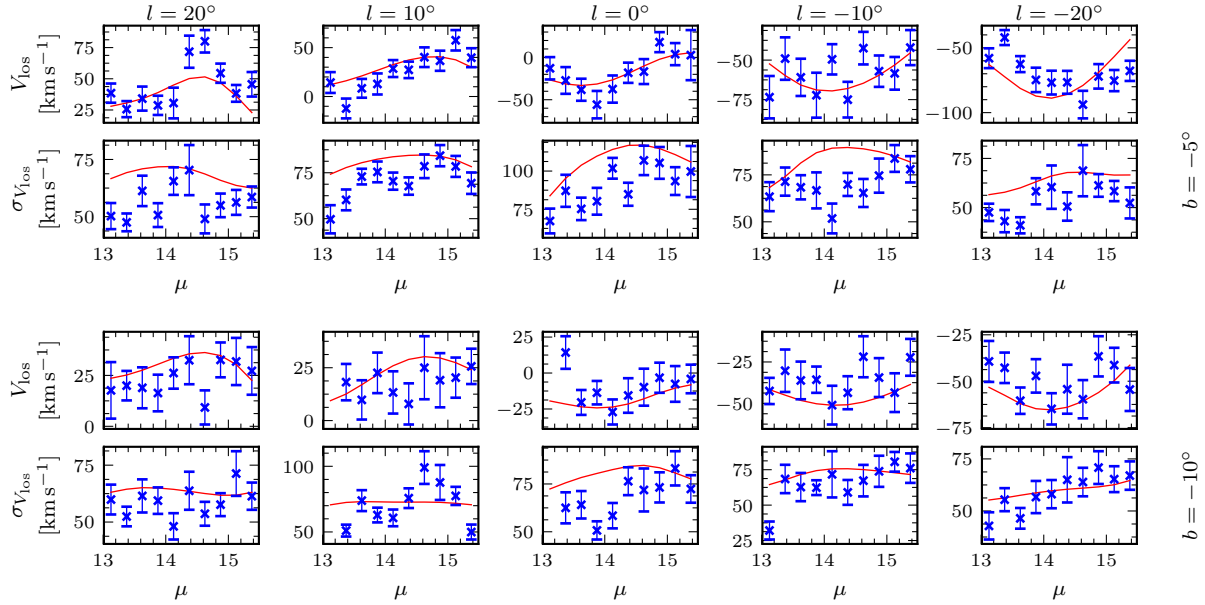 l = 20° l = 10° l = 0° l = −10° l = −20°
V_los [km s⁻¹] 75 50 25 0 40 0 0 −50 −50 −75 −50 −100
σ_V_los [km s⁻¹] 75 50 75 50 100 75 75 50 75 50
13 14 15 13 14 15 13 14 15 13 14 15 13 14 15
μ μ μ μ μ
b = −5°
V_los [km s⁻¹] 25 0 25 0 25 0 −25 −25 −50 −25 −50 −75
σ_V_los [km s⁻¹] 75 50 100 50 75 50 75 50 25 75 50
13 14 15 13 14 15 13 14 15 13 14 15 13 14 15
μ μ μ μ μ
b = −10°